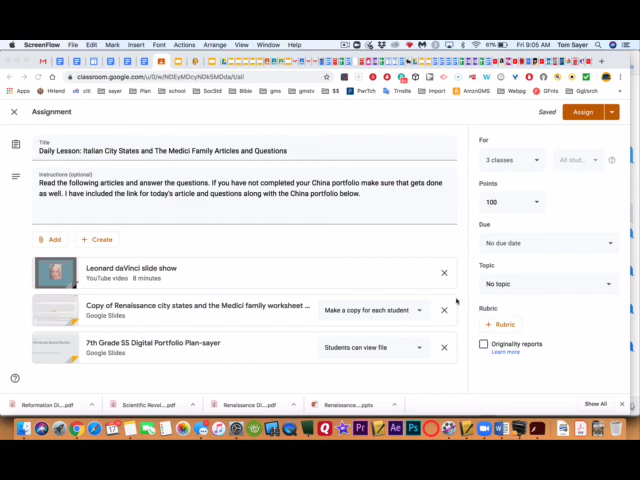 ScreenFlow File Edit Mark Insert Font Actions Arrange View Window Help 61% Fri 9:05 AM Tom Sayer
classroom.google.com/u/0/w/NDEyMDcyNDk5MDda/t/all
Apps HHend citi sayer Plan school SocStd Bible gms gmstv $$ PwrTch Trnslte Import AmznGMS Webpg GFnts Ggl/srch
Assignment Saved Assign
Title
Daily Lesson: Italian City States and The Medici Family Articles and Questions
Instructions (optional)
Read the following articles and answer the questions. If you have not completed your China portfolio make sure that gets done
as well. I have included the link for today's article and questions along with the China portfolio below.
Add + Create
Leonard daVinci slide show
YouTube video 8 minutes
Copy of Renaissance city states and the Medici family worksheet ...
Google Slides
Make a copy for each student
7th Grade SS Digital Portfolio Plan-sayer
Google Slides
Students can view file
For
3 classes All stud...
Points
100
Due
No due date
Topic
No topic
Rubric
+ Rubric
Originality reports
Learn more
Reformation Di....pdf Scientific Revol....pdf Renaissance Di....pdf Renaissance....pptx Show All